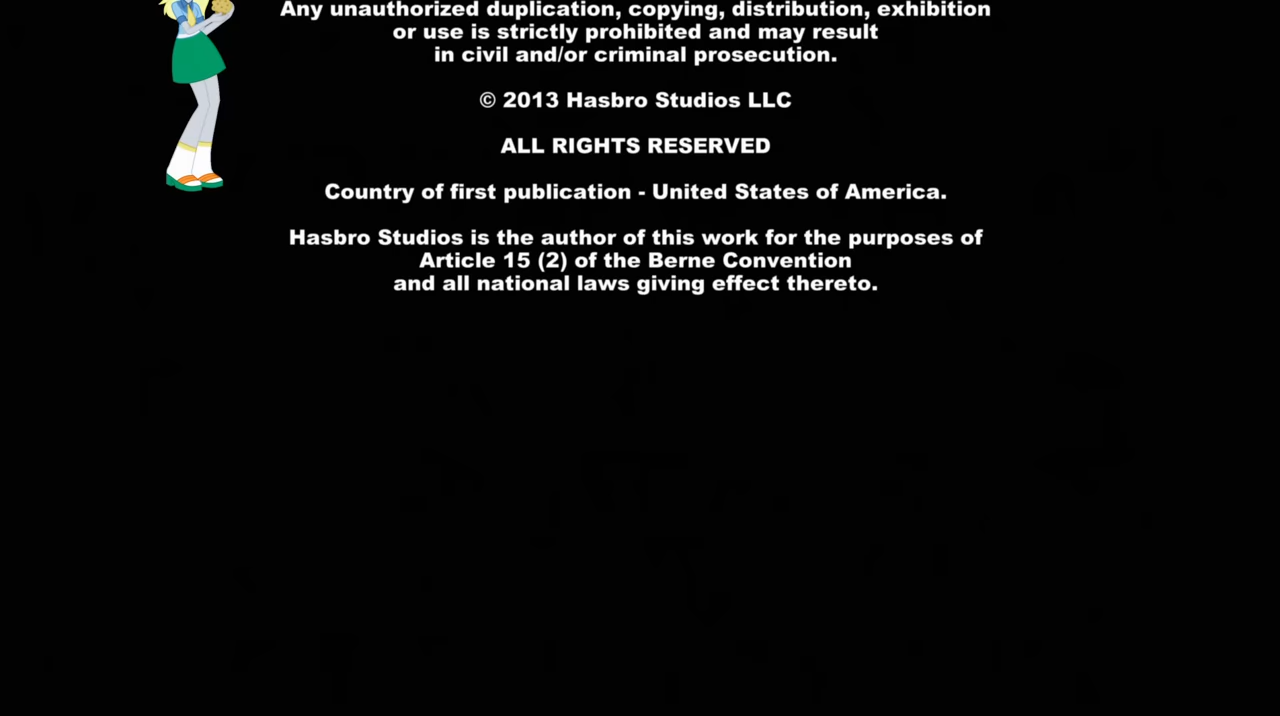 Any unauthorized duplication, copying, distribution, exhibition
or use is strictly prohibited and may result
in civil and/or criminal prosecution.
© 2013 Hasbro Studios LLC
ALL RIGHTS RESERVED
Country of first publication - United States of America.
Hasbro Studios is the author of this work for the purposes of
Article 15 (2) of the Berne Convention
and all national laws giving effect thereto.